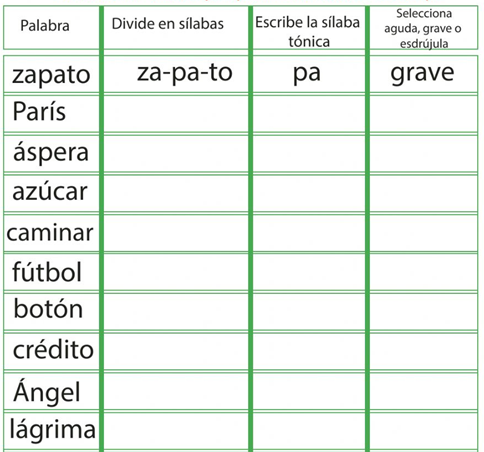 Palabra Divide en sílabas Escribe la sílaba tónica Selecciona aguda, grave o esdrújula
zapato za-pa-to pa grave
París
áspera
azúcar
caminar
fútbol
botón
crédito
Ángel
lágrima